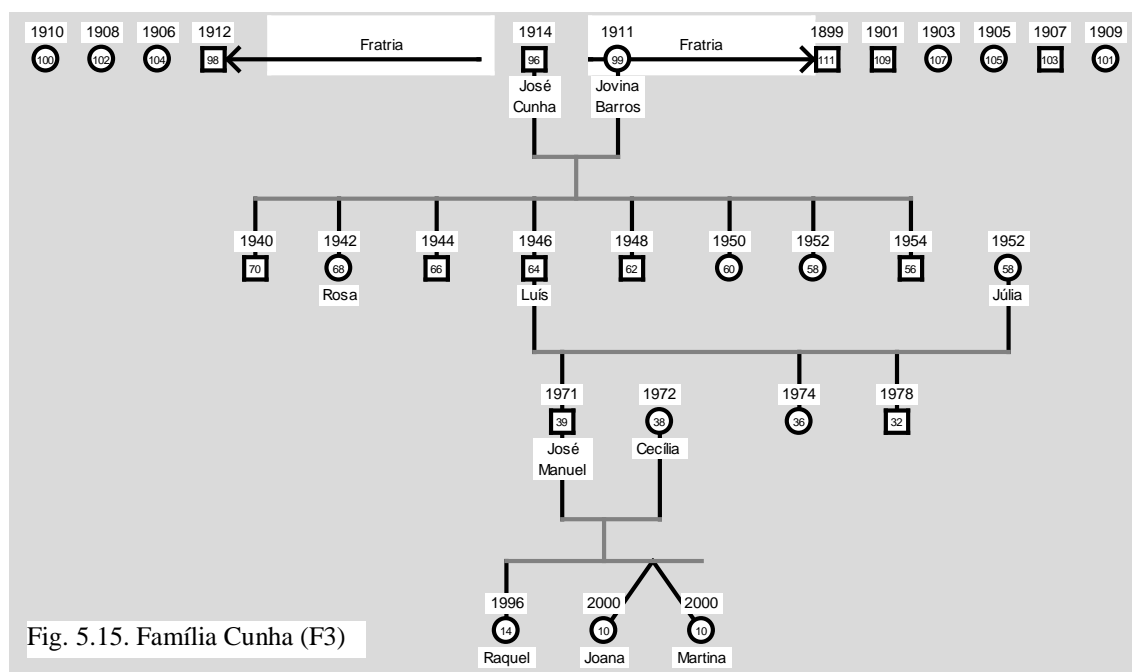 1910 1908 1906 1912 1914 1911 1899 1901 1903 1905 1907 1909
Fratria Fratria
100 102 104 98 96 99 111 109 107 105 103 101
José Jovina
Cunha Barros
1940 1942 1944 1946 1948 1950 1952 1954 1952
70 68 66 64 62 60 58 56 58
Rosa Luís Júlia
1971 1972 1974 1978
39 38 36 32
José Cecília
Manuel
1996 2000 2000
14 10 10
Raquel Joana Martina
Fig. 5.15. Família Cunha (F3)